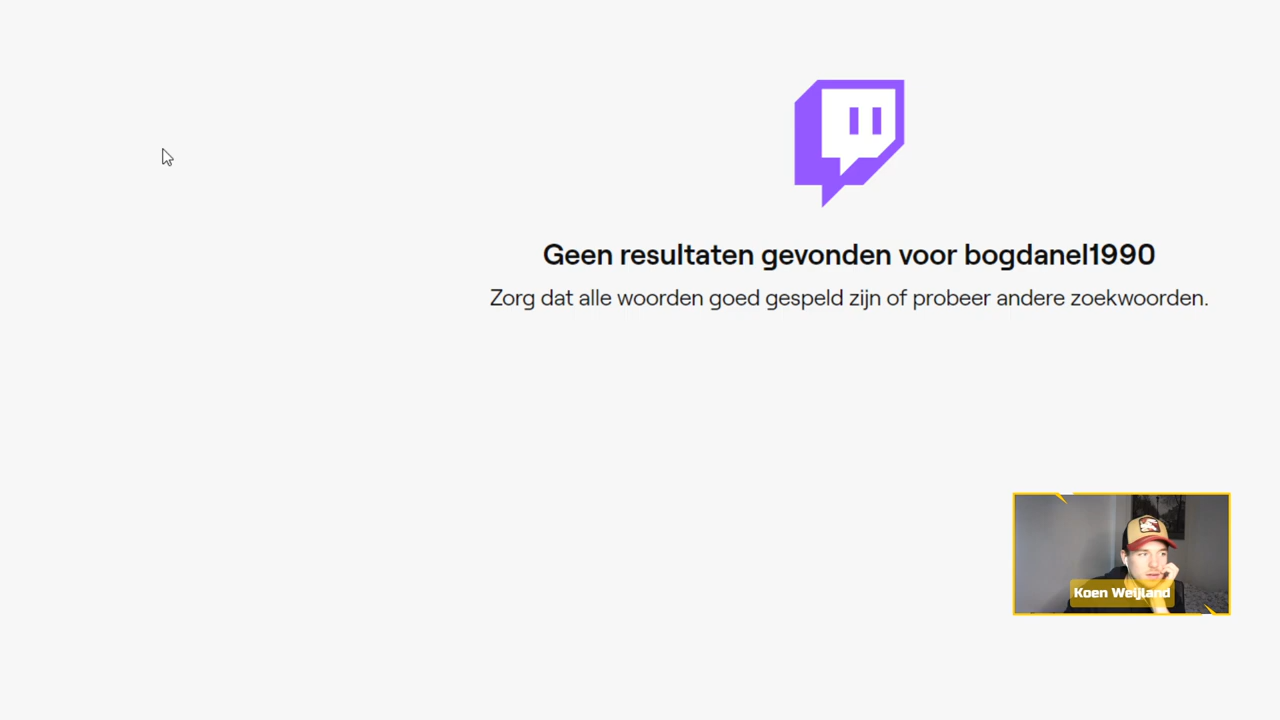 Geen resultaten gevonden voor bogdanel1990
Zorg dat alle woorden goed gespeld zijn of probeer andere zoekwoorden.
Koen Weijland